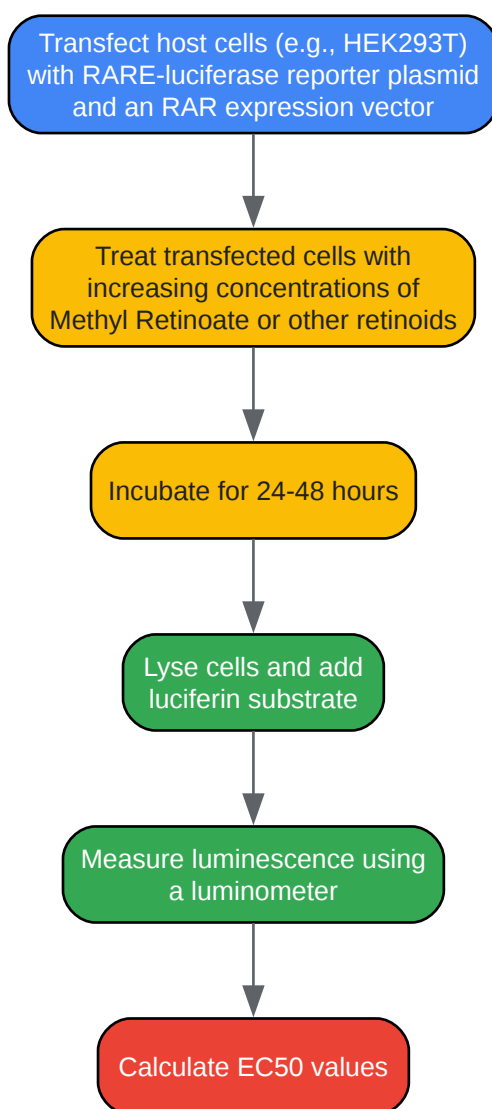 Transfect host cells (e.g., HEK293T)
with RARE-luciferase reporter plasmid
and an RAR expression vector
Treat transfected cells with
increasing concentrations of
Methyl Retinoate or other retinoids
Incubate for 24-48 hours
Lyse cells and add
luciferin substrate
Measure luminescence using
a luminometer
Calculate EC50 values